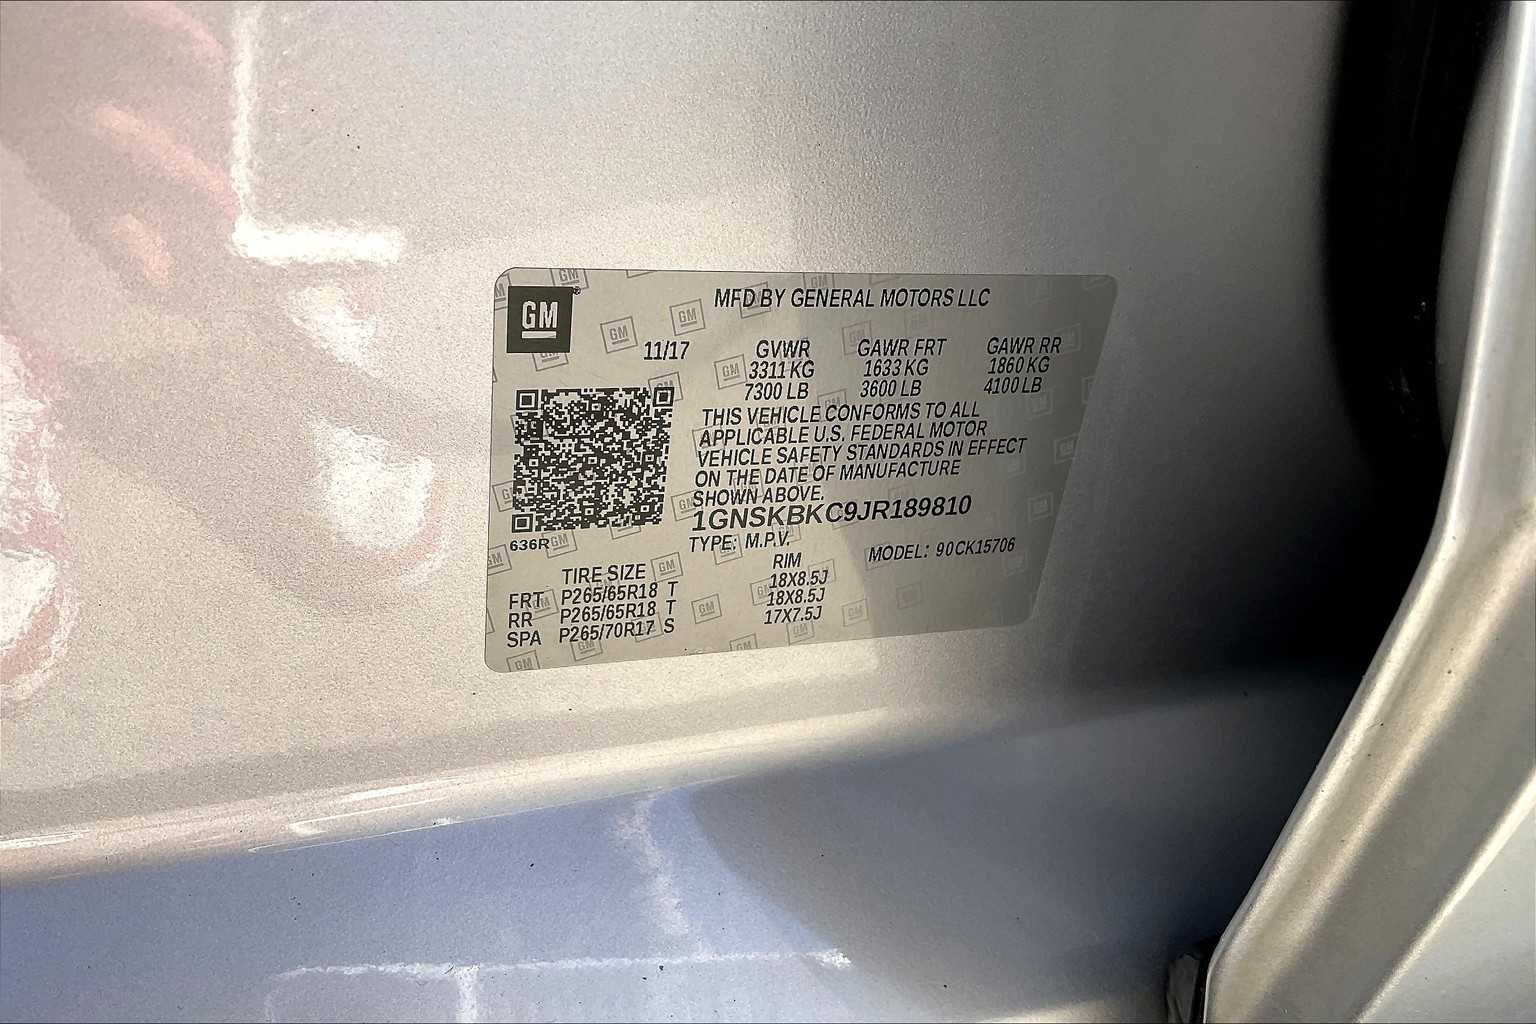 GM®
MFD BY GENERAL MOTORS LLC
11/17 GVWR GAWR FRT GAWR RR
3311 KG 1633 KG 1860 KG
7300 LB 3600 LB 4100 LB
THIS VEHICLE CONFORMS TO ALL
APPLICABLE U.S. FEDERAL MOTOR
VEHICLE SAFETY STANDARDS IN EFFECT
ON THE DATE OF MANUFACTURE
SHOWN ABOVE.
1GNSKBKC9JR189810
636R
TYPE: M.P.V. MODEL: 90CK15706
TIRE SIZE RIM
FRT P265/65R18 T 18X8.5J
RR P265/65R18 T 18X8.5J
SPA P265/70R17 S 17X7.5J